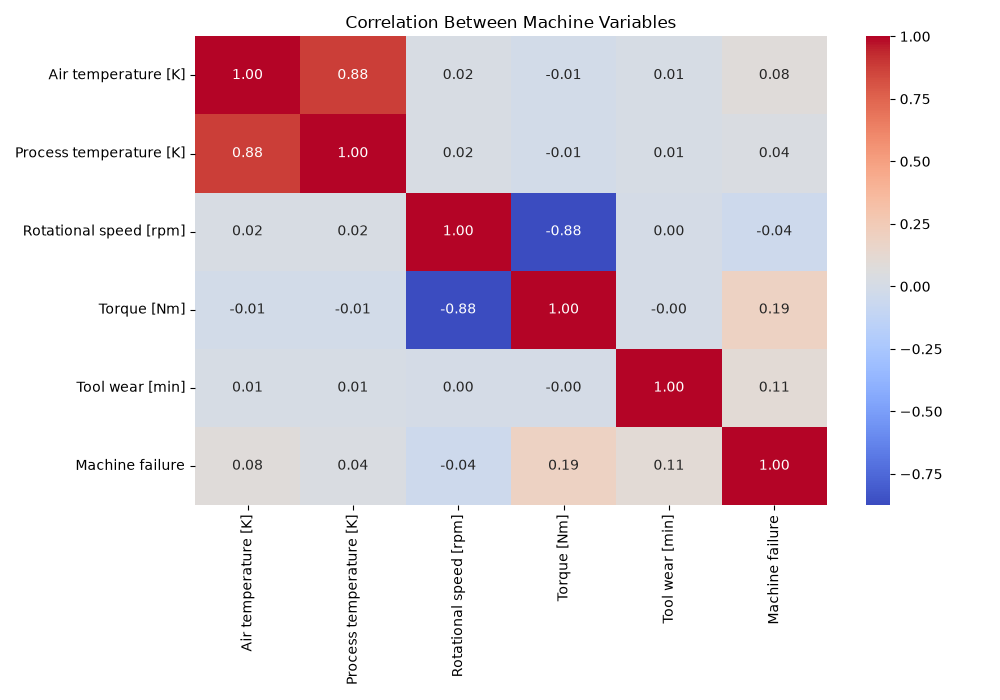 Correlation Between Machine Variables
Air temperature [K]
1.00 0.88 0.02 -0.01 0.01 0.08
Process temperature [K]
0.88 1.00 0.02 -0.01 0.01 0.04
Rotational speed [rpm]
0.02 0.02 1.00 -0.88 0.00 -0.04
Torque [Nm]
-0.01 -0.01 -0.88 1.00 -0.00 0.19
Tool wear [min]
0.01 0.01 0.00 -0.00 1.00 0.11
Machine failure
0.08 0.04 -0.04 0.19 0.11 1.00
Air temperature [K]
Process temperature [K]
Rotational speed [rpm]
Torque [Nm]
Tool wear [min]
Machine failure
1.00
0.75
0.50
0.25
0.00
−0.25
−0.50
−0.75